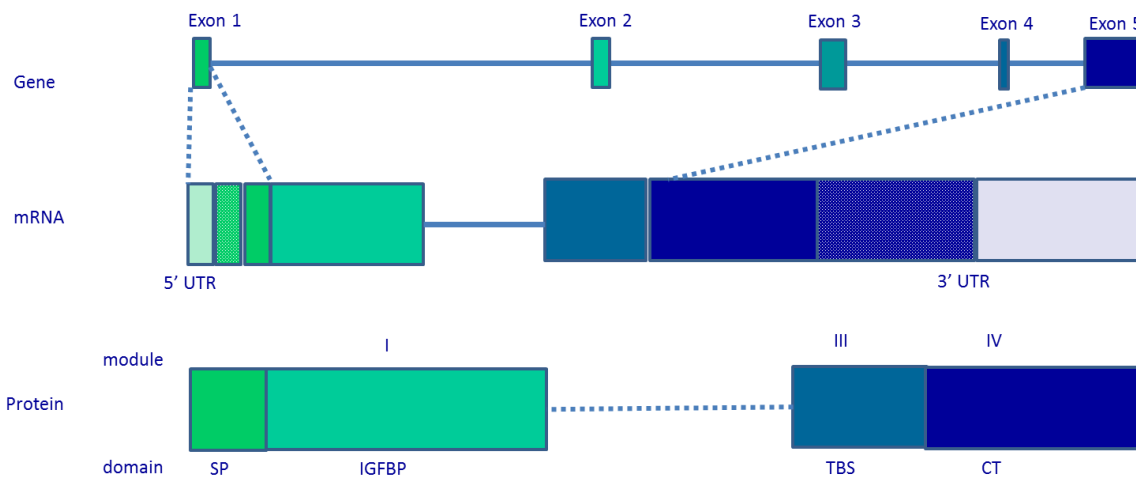 Exon 1
Exon 2
Exon 3
Exon 4
Exon 5
Gene
mRNA
5’ UTR
3’ UTR
module
I
III
IV
Protein
domain
SP
IGFBP
TBS
CT